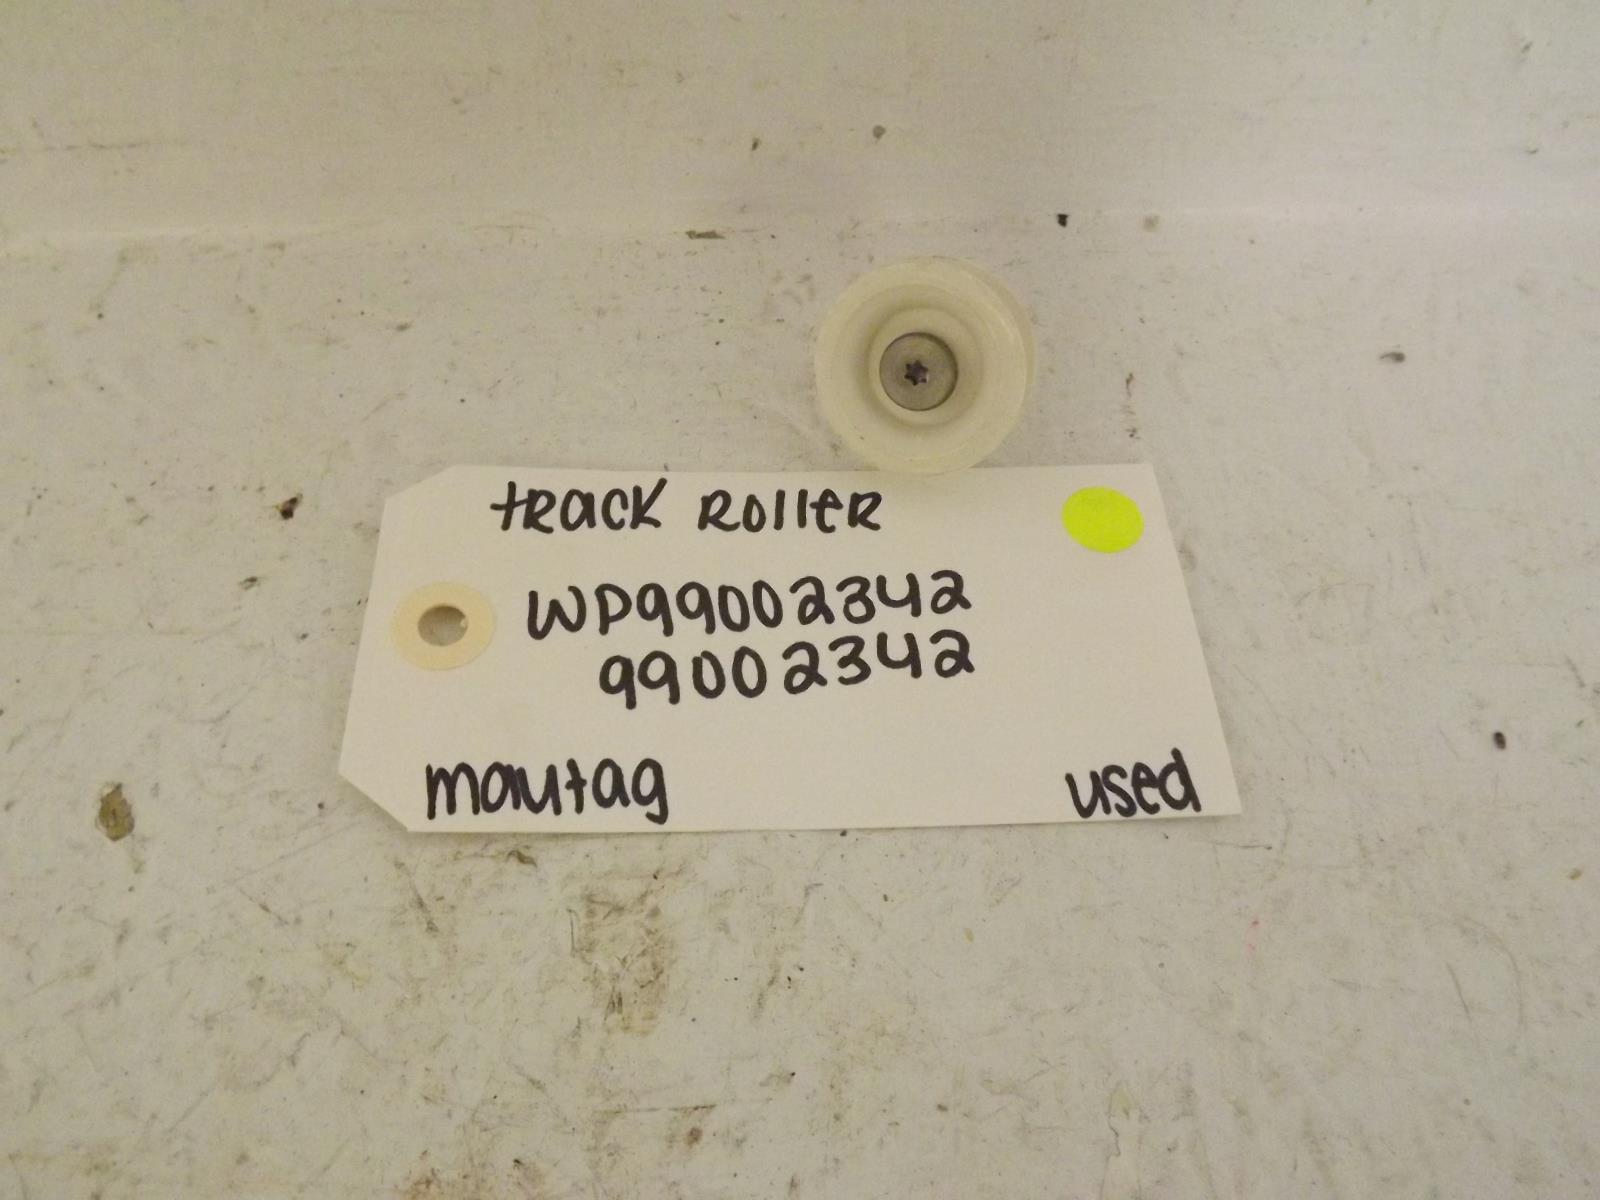 track roller
WP99002342
99002342
maytag
used